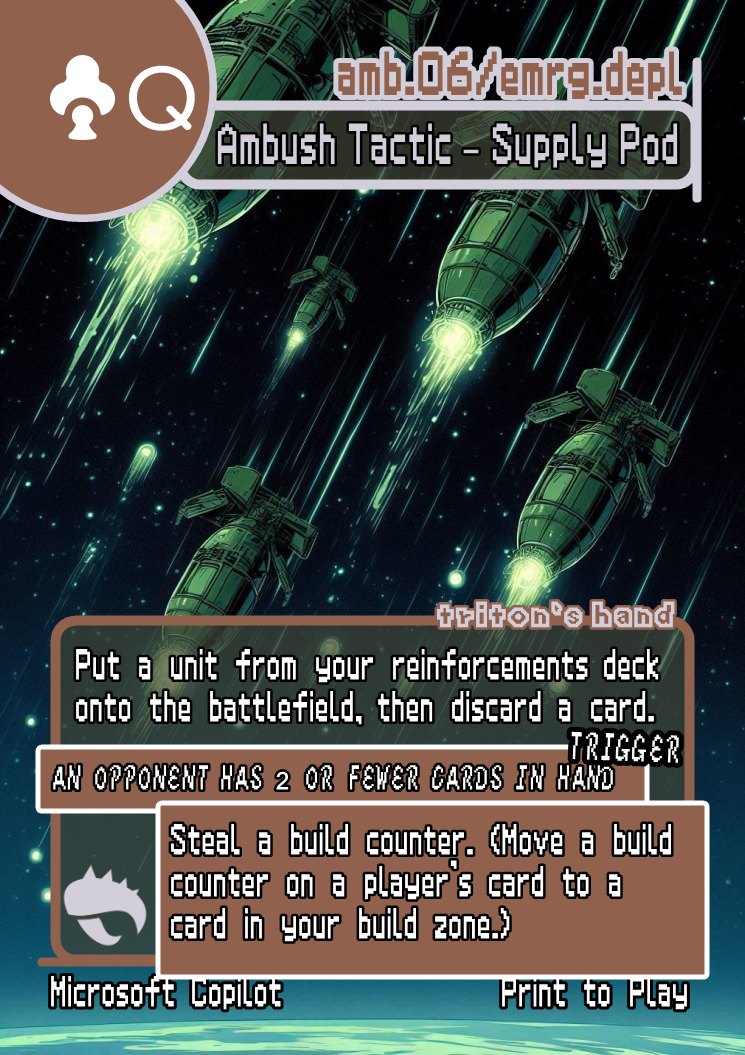 Q
amb.06/emrg.depl
Ambush Tactic - Supply Pod
triton's hand
Put a unit from your reinforcements deck
onto the battlefield, then discard a card.
TRIGGER
AN OPPONENT HAS 2 OR FEWER CARDS IN HAND
Steal a build counter. (Move a build
counter on a player's card to a
card in your build zone.)
Microsoft Copilot
Print to Play